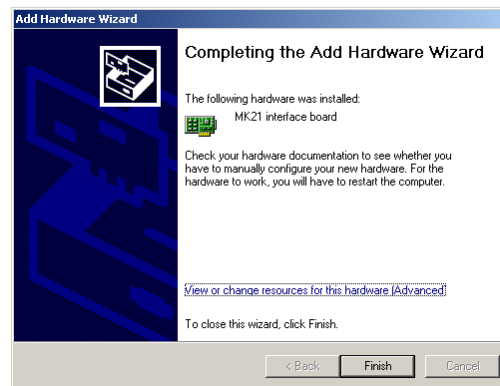 Add Hardware Wizard
Completing the Add Hardware Wizard
The following hardware was installed:
MK21 interface board
Check your hardware documentation to see whether you
have to manually configure your new hardware. For the
hardware to work, you will have to restart the computer.
View or change resources for this hardware (Advanced)
To close this wizard, click Finish.
< Back
Finish
Cancel